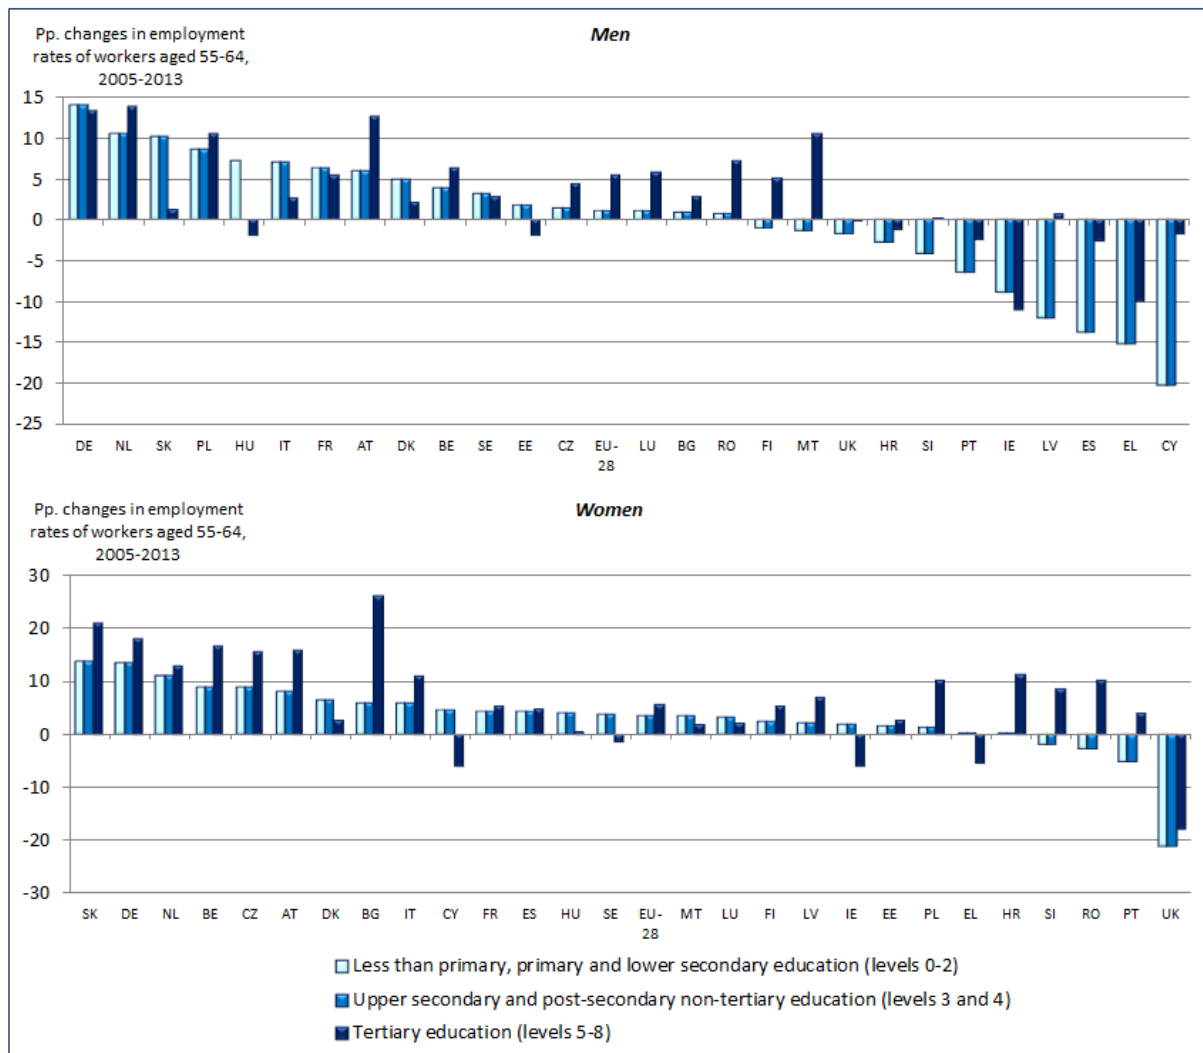 Pp. changes in employment
rates of workers aged 55-64,
2005-2013
Men
15
10
5
0
-5
-10
-15
-20
-25
DE NL SK PL HU IT FR AT DK BE SE EE CZ EU- LU BG RO FI MT UK HR SI PT IE LV ES EL CY
28
Pp. changes in employment
rates of workers aged 55-64,
2005-2013
Women
30
20
10
0
-10
-20
-30
SK DE NL BE CZ AT DK BG IT CY FR ES HU SE EU- MT LU FI LV IE EE PL EL HR SI RO PT UK
28
Less than primary, primary and lower secondary education (levels 0-2)
Upper secondary and post-secondary non-tertiary education (levels 3 and 4)
Tertiary education (levels 5-8)